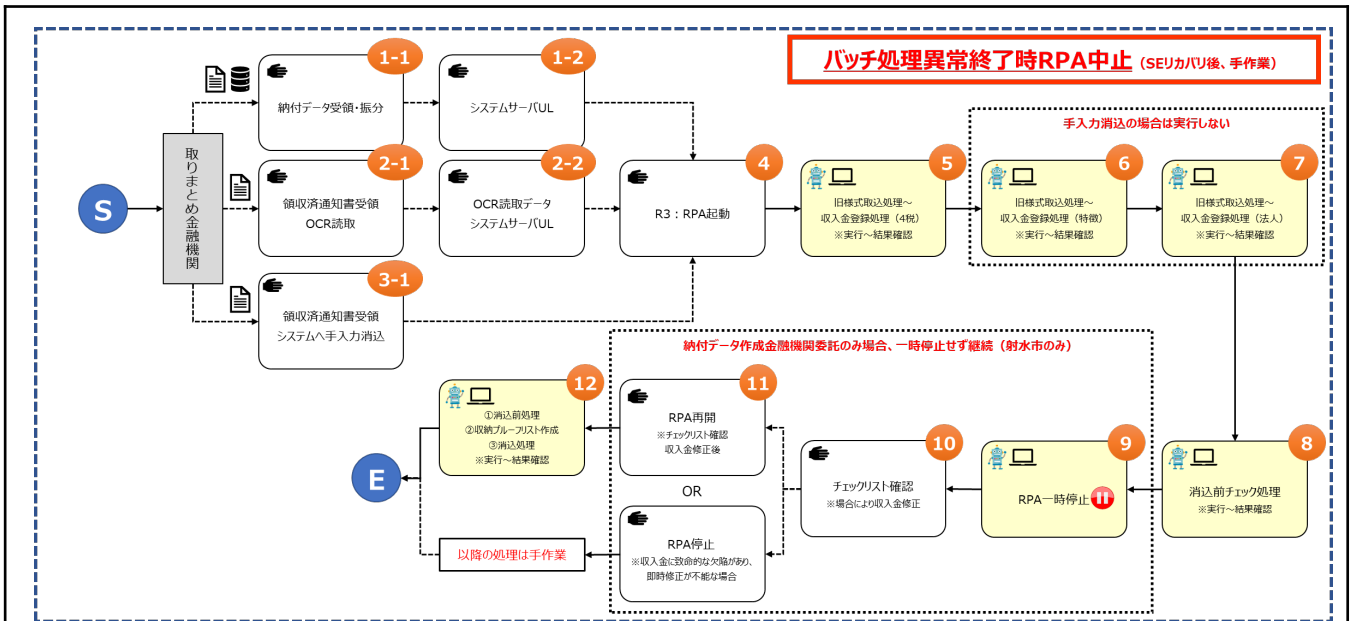 バッチ処理異常終了時RPA中止（SEリカバリ後、手作業）
S
取りまとめ金融機関
1-1
納付データ受領・振分
1-2
システムサーバUL
2-1
領収済通知書受領
OCR読取
2-2
OCR読取データ
システムサーバUL
3-1
領収済通知書受領
システムへ手入力消込
4
R3：RPA起動
5
旧様式取込処理～
収入金登録処理（4税）
※実行～結果確認
手入力消込の場合は実行しない
6
旧様式取込処理～
収入金登録処理（特徴）
※実行～結果確認
7
旧様式取込処理～
収入金登録処理（法人）
※実行～結果確認
8
消込前チェック処理
※実行～結果確認
納付データ作成金融機関委託のみ場合、一時停止せず継続（射水市のみ）
9
RPA一時停止
10
チェックリスト確認
※場合により収入金修正
11
RPA再開
※チェックリスト確認
収入金修正後
OR
RPA停止
※収入金に致命的な欠陥があり、
即時修正が不能な場合
12
①消込前処理
②収納プルーフリスト作成
③消込処理
※実行～結果確認
以降の処理は手作業
E